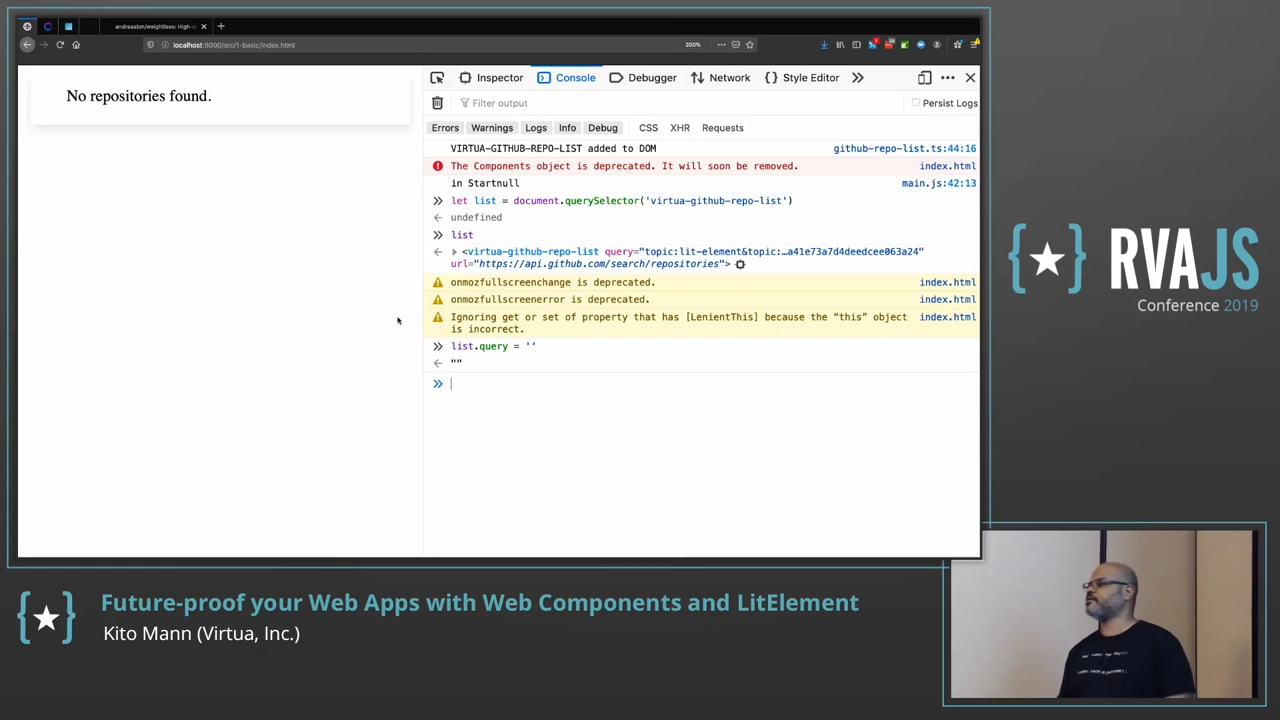 andreasbm/weightless: High-
localhost:8000/src/1-basic/index.html
200%
No repositories found.
Inspector
Console
Debugger
Network
{} Style Editor
Filter output
Persist Logs
Errors
Warnings
Logs
Info
Debug
CSS
XHR
Requests
VIRTUA-GITHUB-REPO-LIST added to DOM
github-repo-list.ts:44:16
The Components object is deprecated. It will soon be removed.
index.html
in Startnull
main.js:42:13
let list = document.querySelector('virtua-github-repo-list')
undefined
list
<virtua-github-repo-list query="topic:lit-element&topic:…a41e73a7d4deedcee063a24"
url="https://api.github.com/search/repositories">
onmozfullscreenchange is deprecated.
index.html
onmozfullscreenerror is deprecated.
index.html
Ignoring get or set of property that has [LenientThis] because the “this” object
is incorrect.
index.html
list.query = ''
""
{★} RVAJS
Conference 2019
Future-proof your Web Apps with Web Components and LitElement
Kito Mann (Virtua, Inc.)